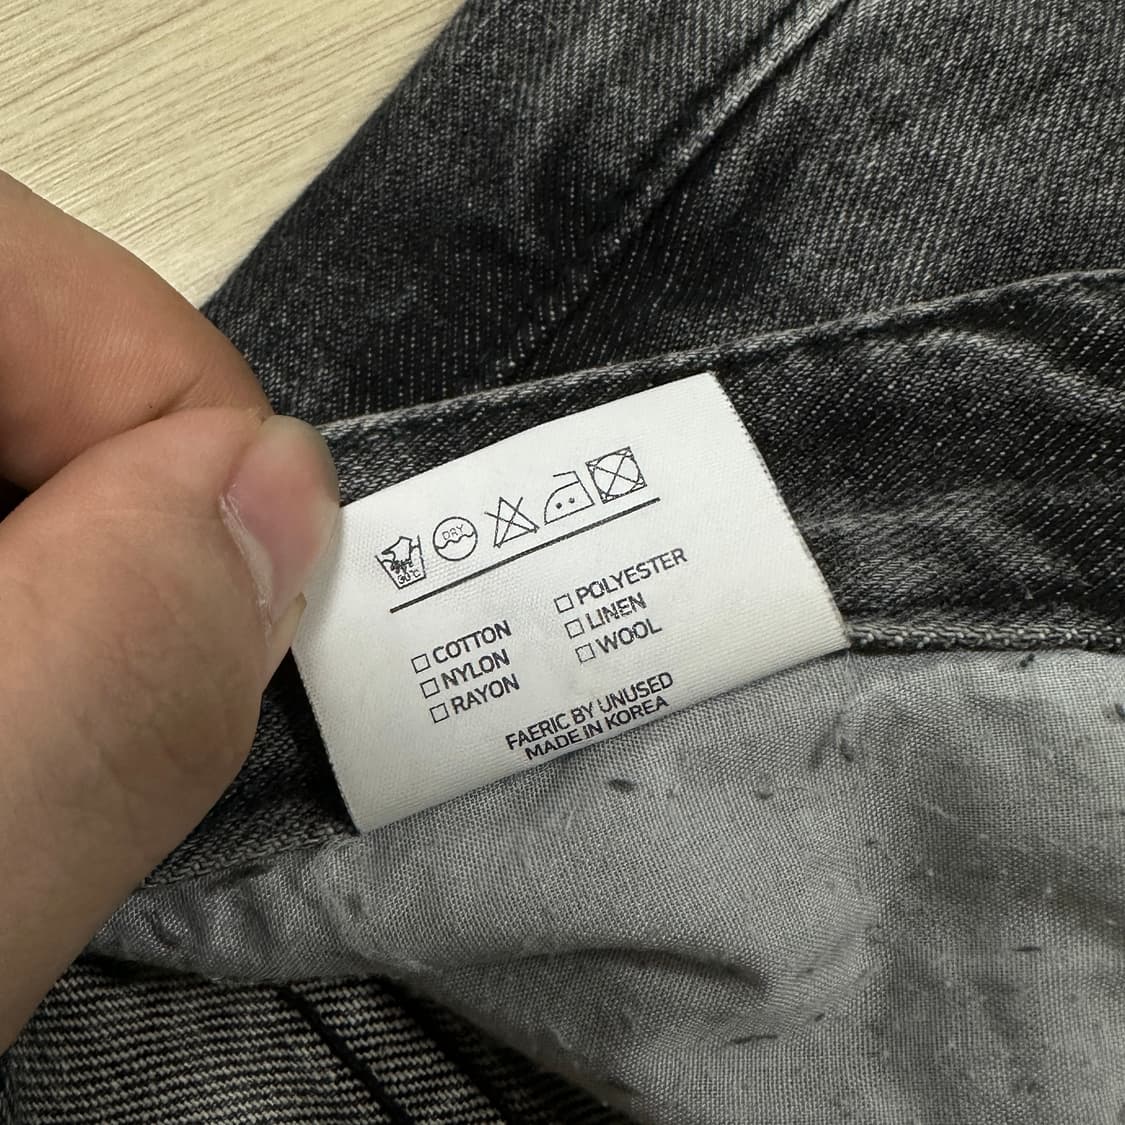 30℃
DRY
☐ COTTON
☐ NYLON
☐ RAYON
☐ POLYESTER
☐ LINEN
☐ WOOL
FAERIC BY UNUSED
MADE IN KOREA